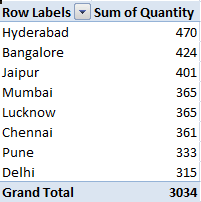 Row Labels Sum of Quantity
Hyderabad 470
Bangalore 424
Jaipur 401
Mumbai 365
Lucknow 365
Chennai 361
Pune 333
Delhi 315
Grand Total 3034